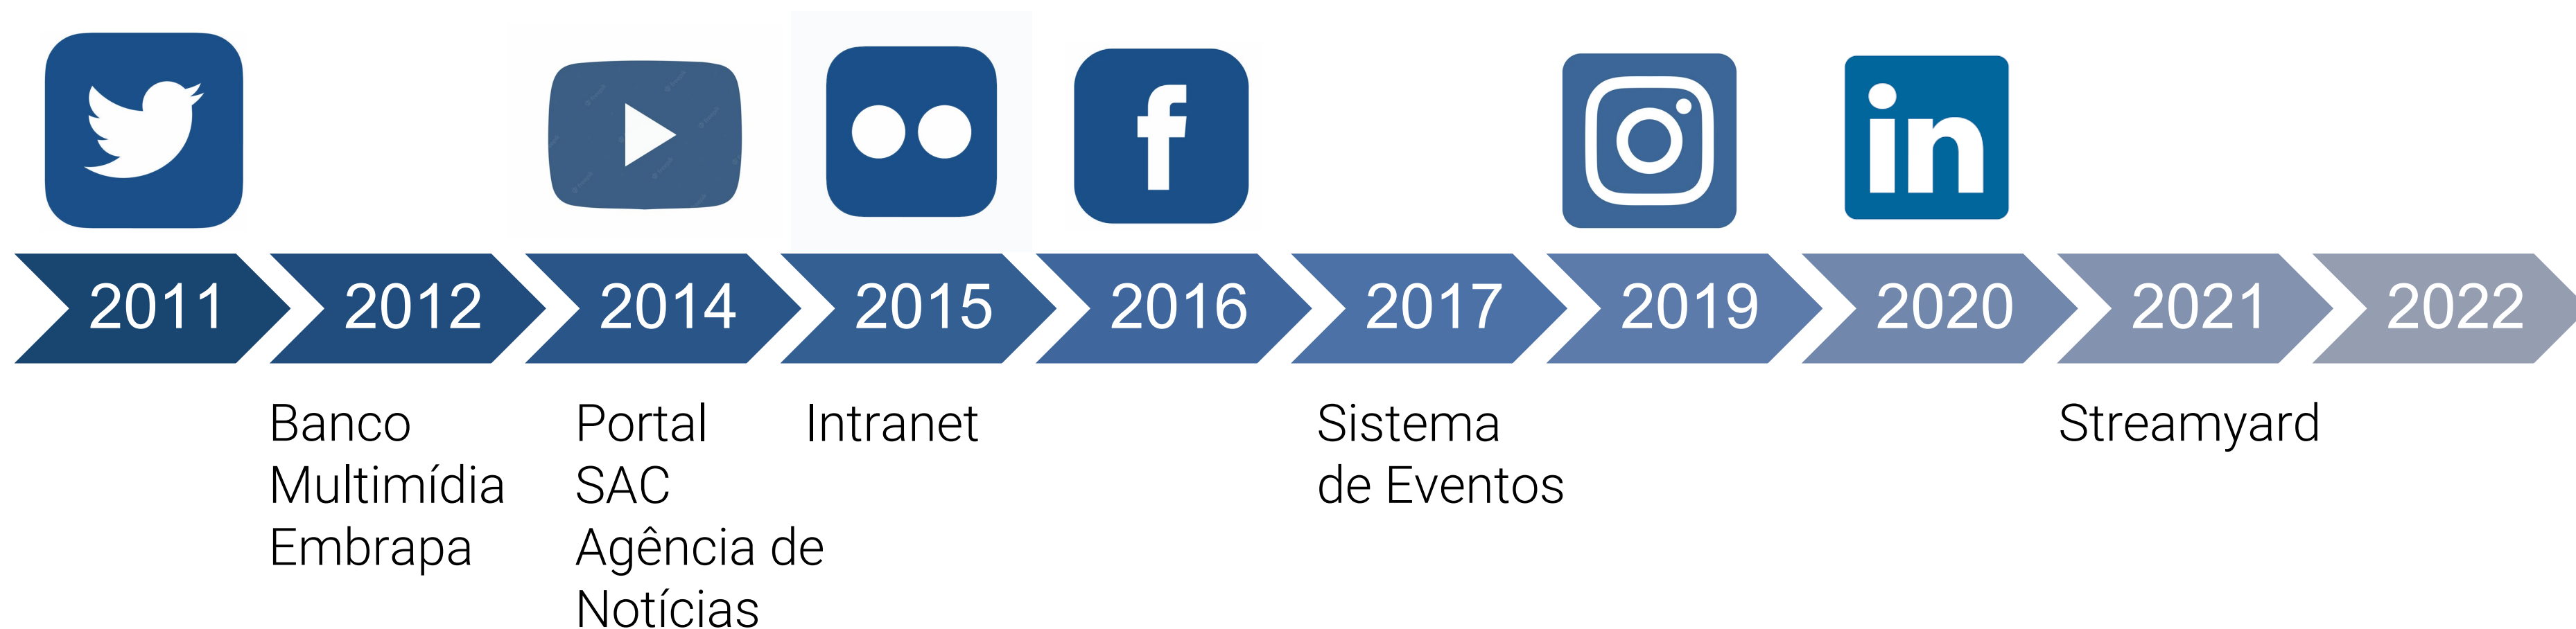 2011 2012 2014 2015 2016 2017 2019 2020 2021 2022
Banco
Multimídia
Embrapa
Portal
SAC
Agência de
Notícias
Intranet
Sistema
de Eventos
Streamyard